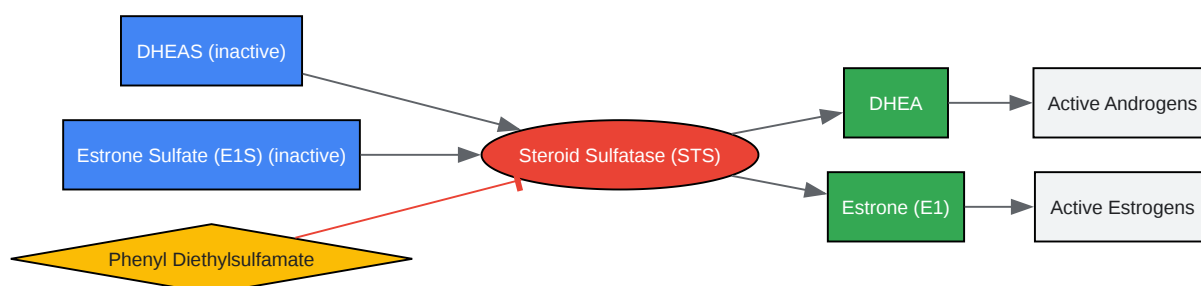 DHEAS (inactive)
Estrone Sulfate (E1S) (inactive)
Phenyl Diethylsulfamate
Steroid Sulfatase (STS)
DHEA
Estrone (E1)
Active Androgens
Active Estrogens